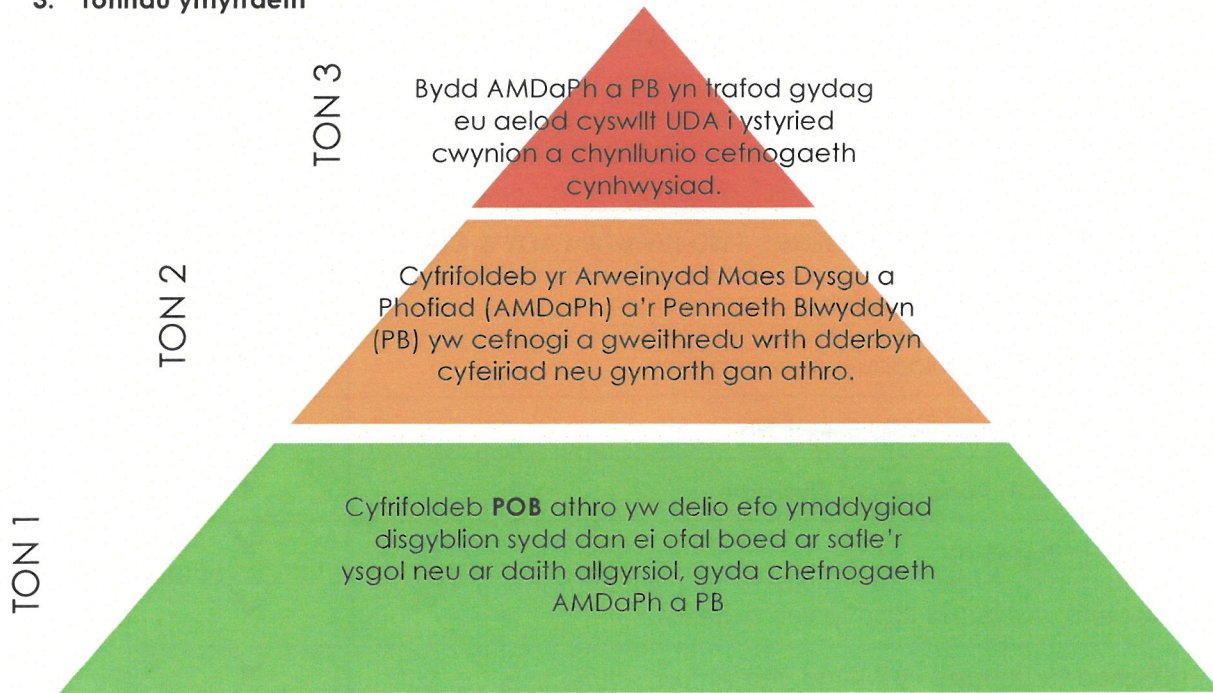 3. Tonnau ymyrraeth
TON 3
Bydd AMDaPh a PB yn trafod gydag
eu aelod cyswllt UDA i ystyried
cwynion a chynllunio cefnogaeth
cynhwysiad.
TON 2
Cyfrifoldeb yr Arweinydd Maes Dysgu a
Phofiad (AMDaPh) a'r Pennaeth Blwyddyn
(PB) yw cefnogi a gweithredu wrth dderbyn
cyfeiriad neu gymorth gan athro.
TON 1
Cyfrifoldeb POB athro yw delio efo ymddygiad
disgyblion sydd dan ei ofal boed ar safle'r
ysgol neu ar daith allgyrsiol, gyda chefnogaeth
AMDaPh a PB